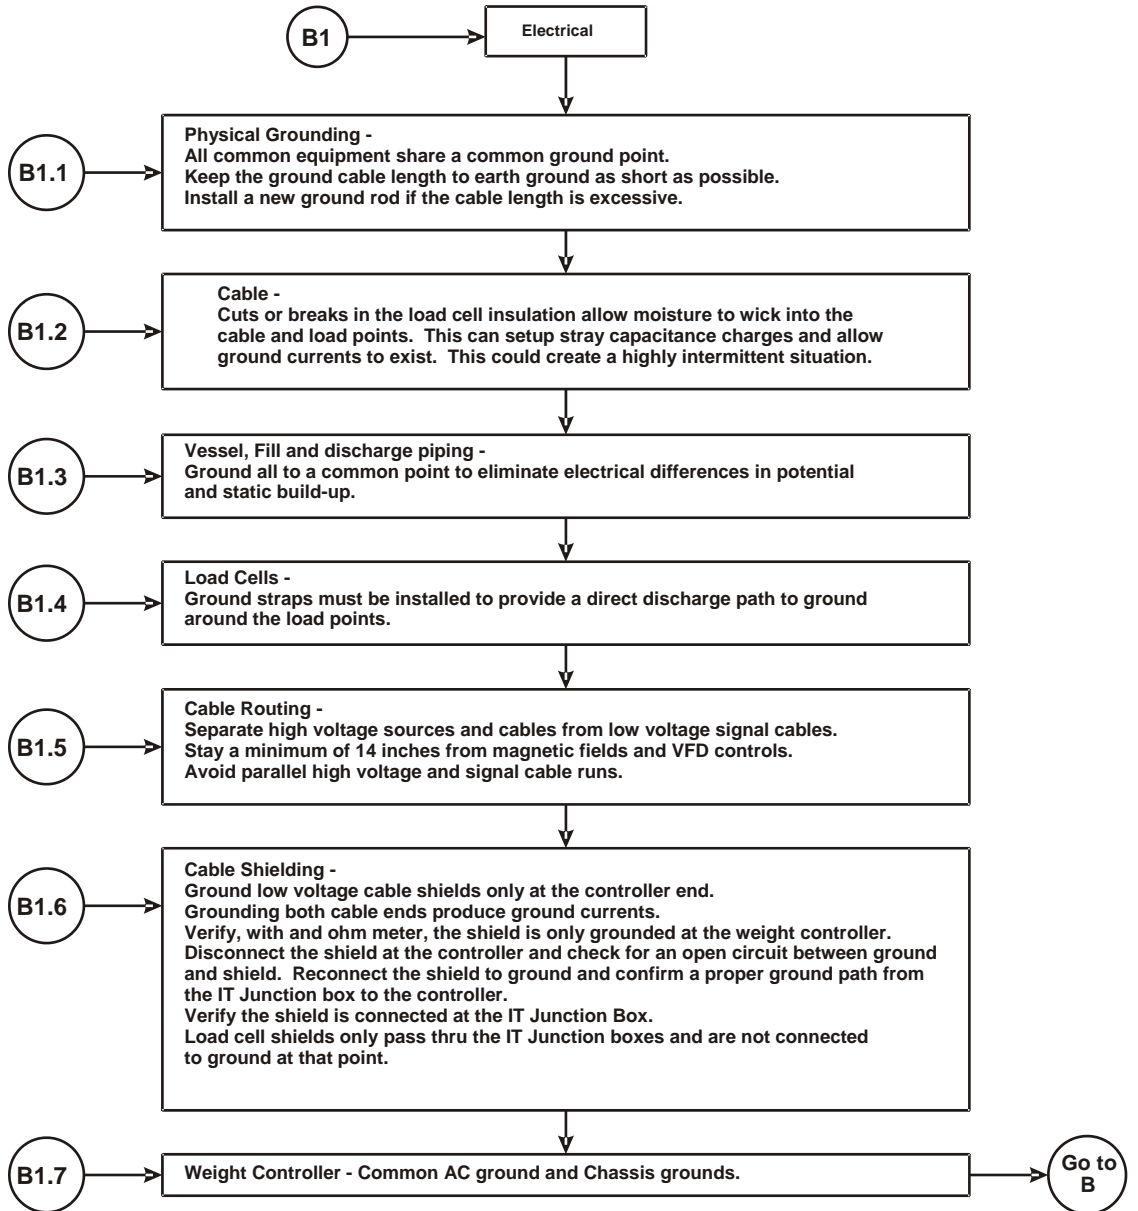 B1
Electrical
B1.1
Physical Grounding -
All common equipment share a common ground point.
Keep the ground cable length to earth ground as short as possible.
Install a new ground rod if the cable length is excessive.
B1.2
Cable -
Cuts or breaks in the load cell insulation allow moisture to wick into the
cable and load points.  This can setup stray capacitance charges and allow
ground currents to exist.  This could create a highly intermittent situation.
B1.3
Vessel, Fill and discharge piping -
Ground all to a common point to eliminate electrical differences in potential
and static build-up.
B1.4
Load Cells -
Ground straps must be installed to provide a direct discharge path to ground
around the load points.
B1.5
Cable Routing -
Separate high voltage sources and cables from low voltage signal cables.
Stay a minimum of 14 inches from magnetic fields and VFD controls.
Avoid parallel high voltage and signal cable runs.
B1.6
Cable Shielding -
Ground low voltage cable shields only at the controller end.
Grounding both cable ends produce ground currents.
Verify, with and ohm meter, the shield is only grounded at the weight controller.
Disconnect the shield at the controller and check for an open circuit between ground
and shield.  Reconnect the shield to ground and confirm a proper ground path from
the IT Junction box to the controller.
Verify the shield is connected at the IT Junction Box.
Load cell shields only pass thru the IT Junction boxes and are not connected
to ground at that point.
B1.7
Weight Controller - Common AC ground and Chassis grounds.
Go to
B